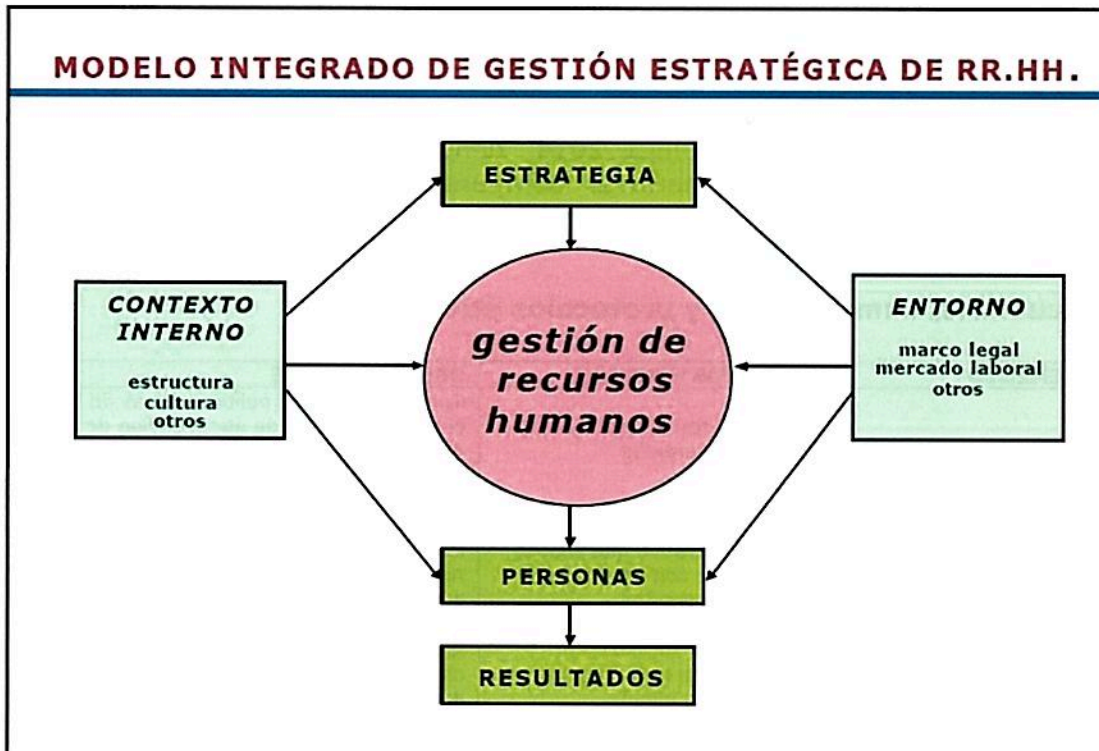 MODELO INTEGRADO DE GESTIÓN ESTRATÉGICA DE RR.HH.
ESTRATEGIA
CONTEXTO
INTERNO
estructura
cultura
otros
gestión de
recursos
humanos
ENTORNO
marco legal
mercado laboral
otros
PERSONAS
RESULTADOS